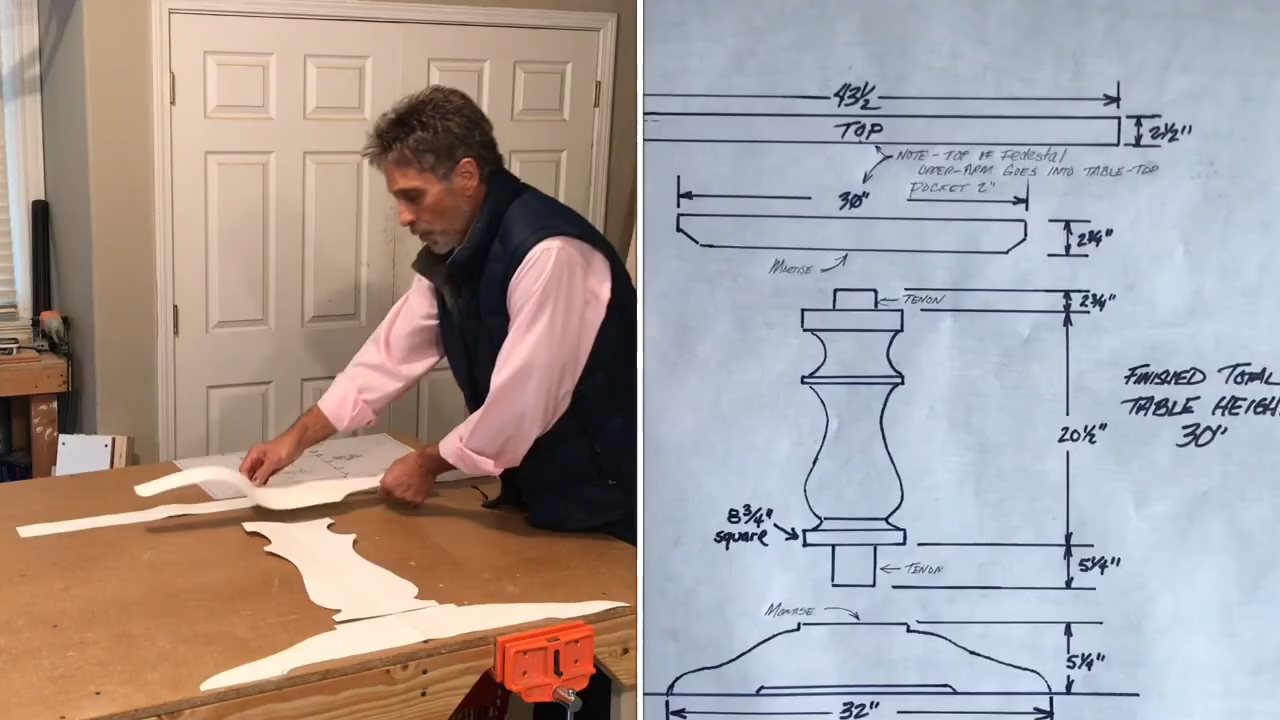 43½
TOP
2½"
NOTE - TOP OF Pedestal
UPPER-ARM GOES INTO TABLE-TOP
POCKET 2"
30"
2¾"
MORTISE
TENON
2¾"
FINISHED TOTAL
TABLE HEIGH
30"
20½"
8¾"
square
TENON
5¼"
MORTISE
5¼"
32"